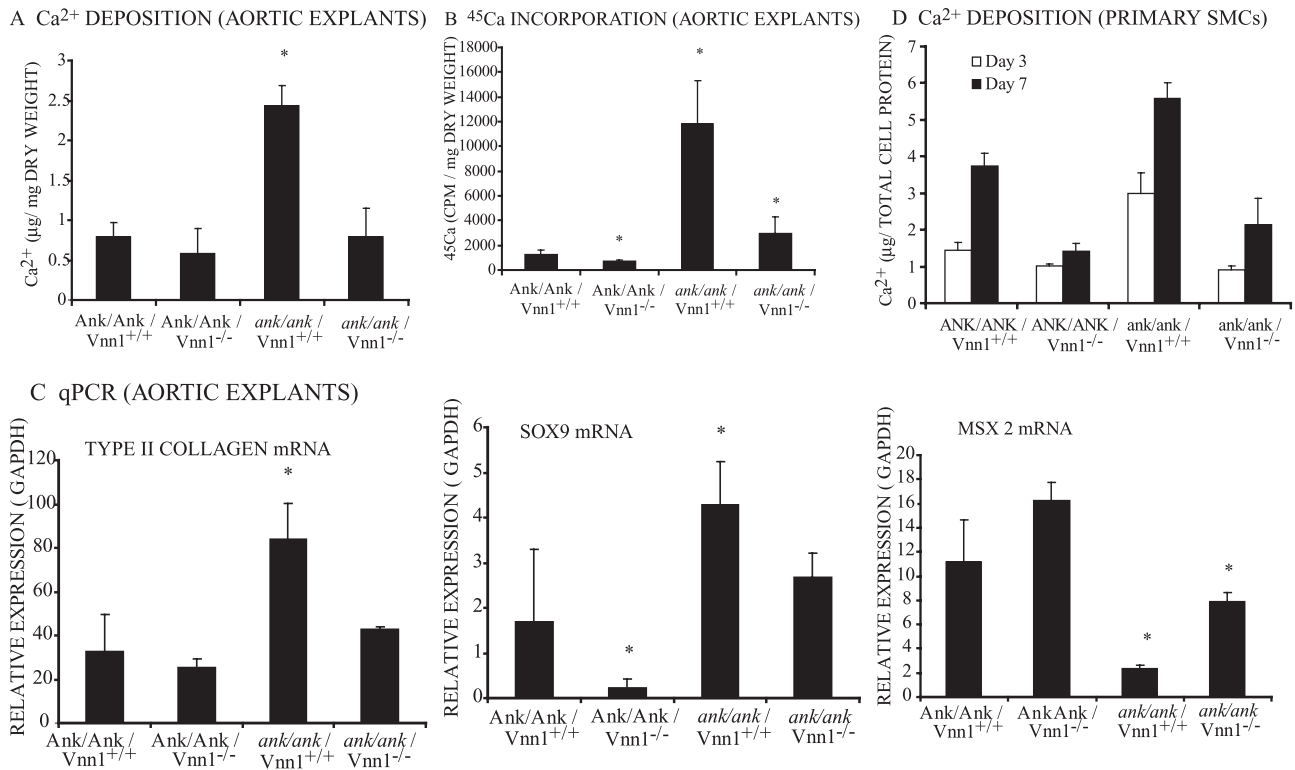 A Ca2+ DEPOSITION (AORTIC EXPLANTS)
Ca2+ (µg/ mg DRY WEIGHT)
3
2.5
2
1
0.5
0
*
Ank/Ank / Ank/Ank / ank/ank / ank/ank /
Vnn1+/+ Vnn1-/- Vnn1+/+ Vnn1-/-
B 45Ca INCORPORATION (AORTIC EXPLANTS)
45Ca (CPM / mg DRY WEIGHT)
18000
16000
14000
12000
10000
8000
6000
4000
2000
0
*
*
*
Ank/Ank / Ank/Ank / ank/ank / ank/ank /
Vnn1+/+ Vnn1-/- Vnn1+/+ Vnn1-/-
D Ca2+ DEPOSITION (PRIMARY SMCs)
Ca2+ (µg/ TOTAL CELL PROTEIN)
7
6
5
4
3
2
1
0
Day 3
Day 7
ANK/ANK / ANK/ANK / ank/ank / ank/ank /
Vnn1+/+ Vnn1-/- Vnn1+/+ Vnn1-/-
C qPCR (AORTIC EXPLANTS)
TYPE II COLLAGEN mRNA
RELATIVE EXPRESSION ( GAPDH)
120
100
80
60
40
20
0
*
Ank/Ank / Ank/Ank / ank/ank / ank/ank /
Vnn1+/+ Vnn1-/- Vnn1+/+ Vnn1-/-
SOX9 mRNA
RELATIVE EXPRESSION ( GAPDH)
6
5
4
3
2
1
0
*
*
Ank/Ank / Ank/Ank / ank/ank / ank/ank
Vnn1+/+ Vnn1-/- Vnn1+/+ Vnn1-/-
MSX 2 mRNA
RELATIVE EXPRESSION ( GAPDH)
20
18
16
14
12
10
8
6
4
2
0
*
*
Ank/Ank / Ank Ank/ ank/ank / ank/ank
Vnn1+/+ Vnn1-/- Vnn1+/+ Vnn1-/-